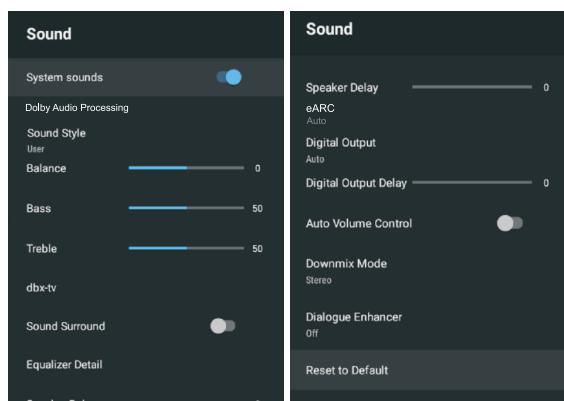 Sound
System sounds
Dolby Audio Processing
Sound Style
User
Balance 0
Bass 50
Treble 50
dbx-tv
Sound Surround
Equalizer Detail
Sound
Speaker Delay 0
eARC
Auto
Digital Output
Auto
Digital Output Delay 0
Auto Volume Control
Downmix Mode
Stereo
Dialogue Enhancer
Off
Reset to Default